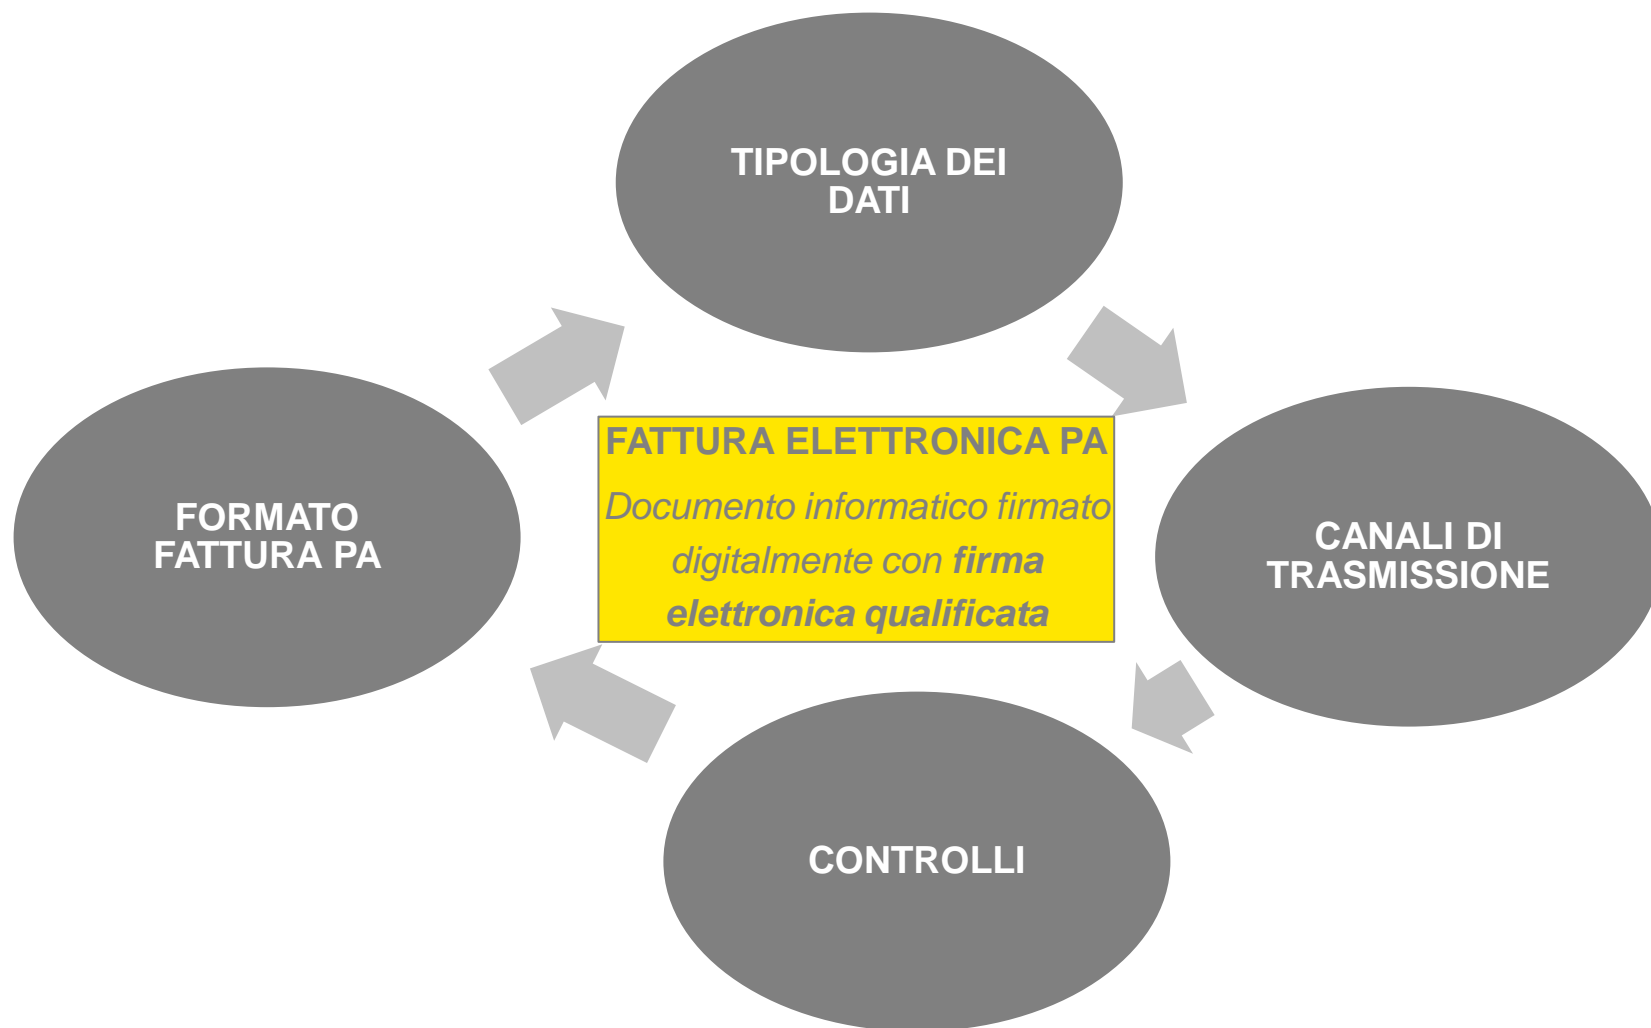 TIPOLOGIA DEI
DATI
FATTURA ELETTRONICA PA
Documento informatico firmato
digitalmente con firma
elettronica qualificata
FORMATO
FATTURA PA
CANALI DI
TRASMISSIONE
CONTROLLI